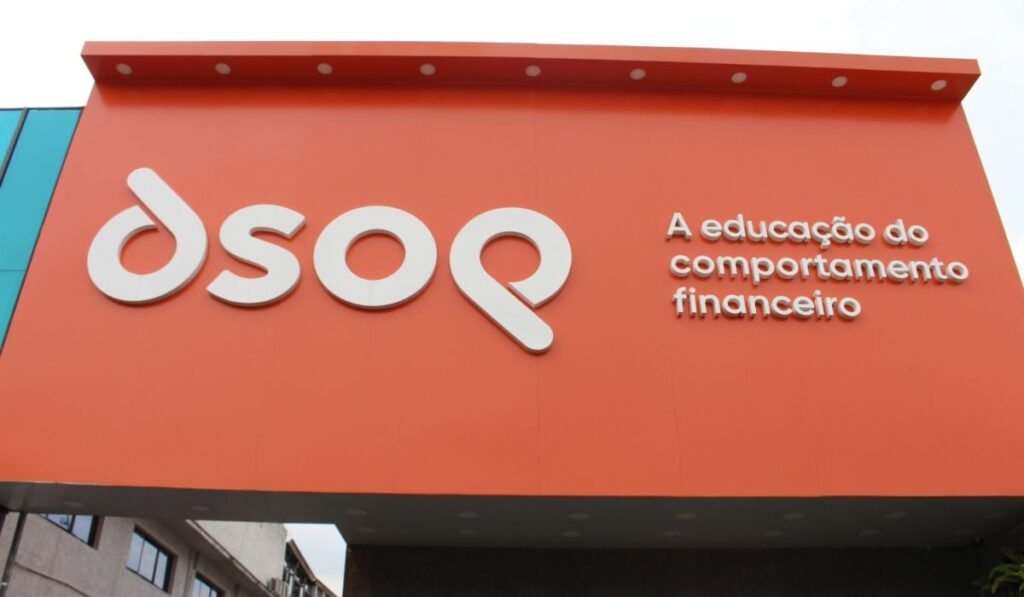 dsop
A educação do
comportamento
financeiro